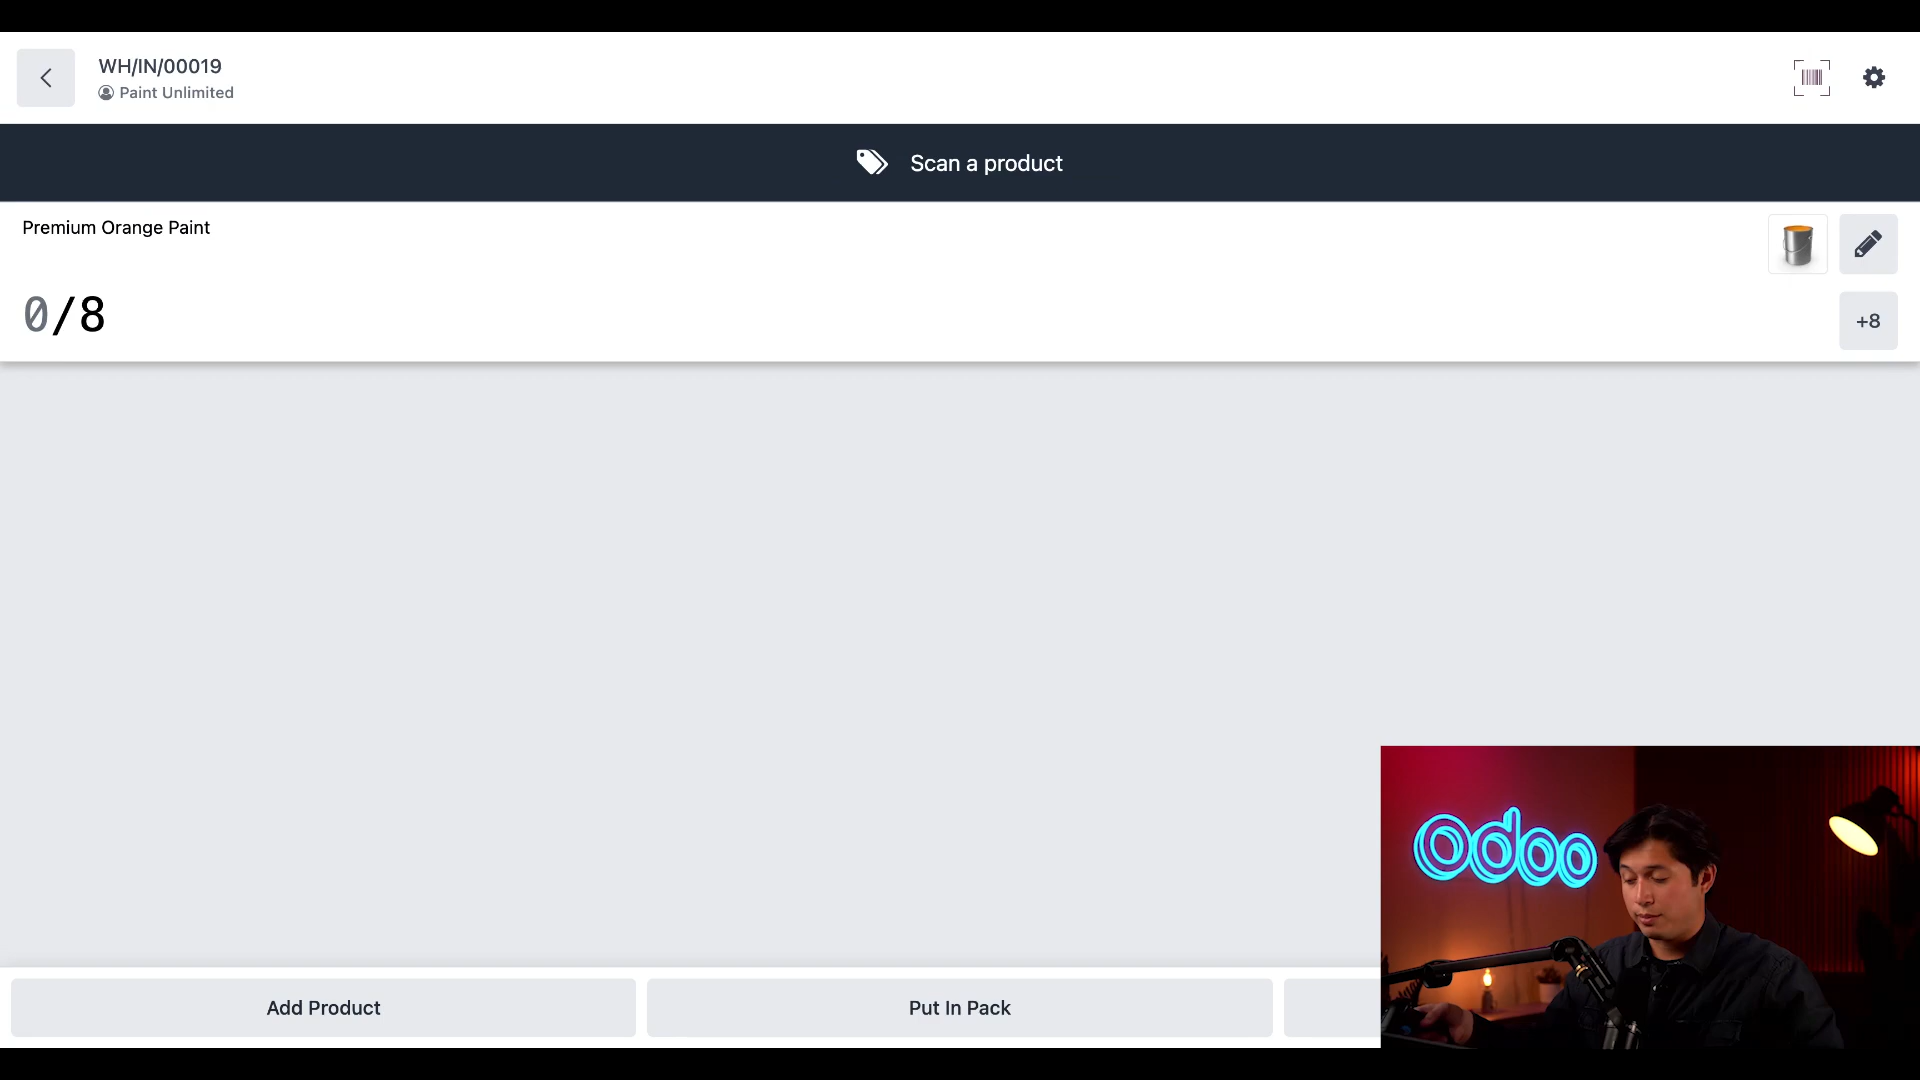 WH/IN/00019
Paint Unlimited
Scan a product
Premium Orange Paint
0/8
+8
odoo
Add Product
Put In Pack